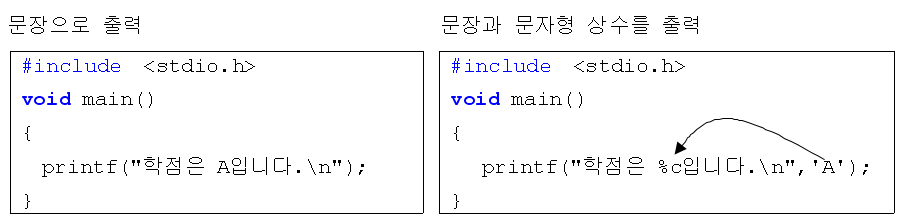 문장으로 출력
#include <stdio.h>
void main()
{
printf("학점은 A입니다.\n");
}
문장과 문자형 상수를 출력
#include <stdio.h>
void main()
{
printf("학점은 %c입니다.\n",'A');
}